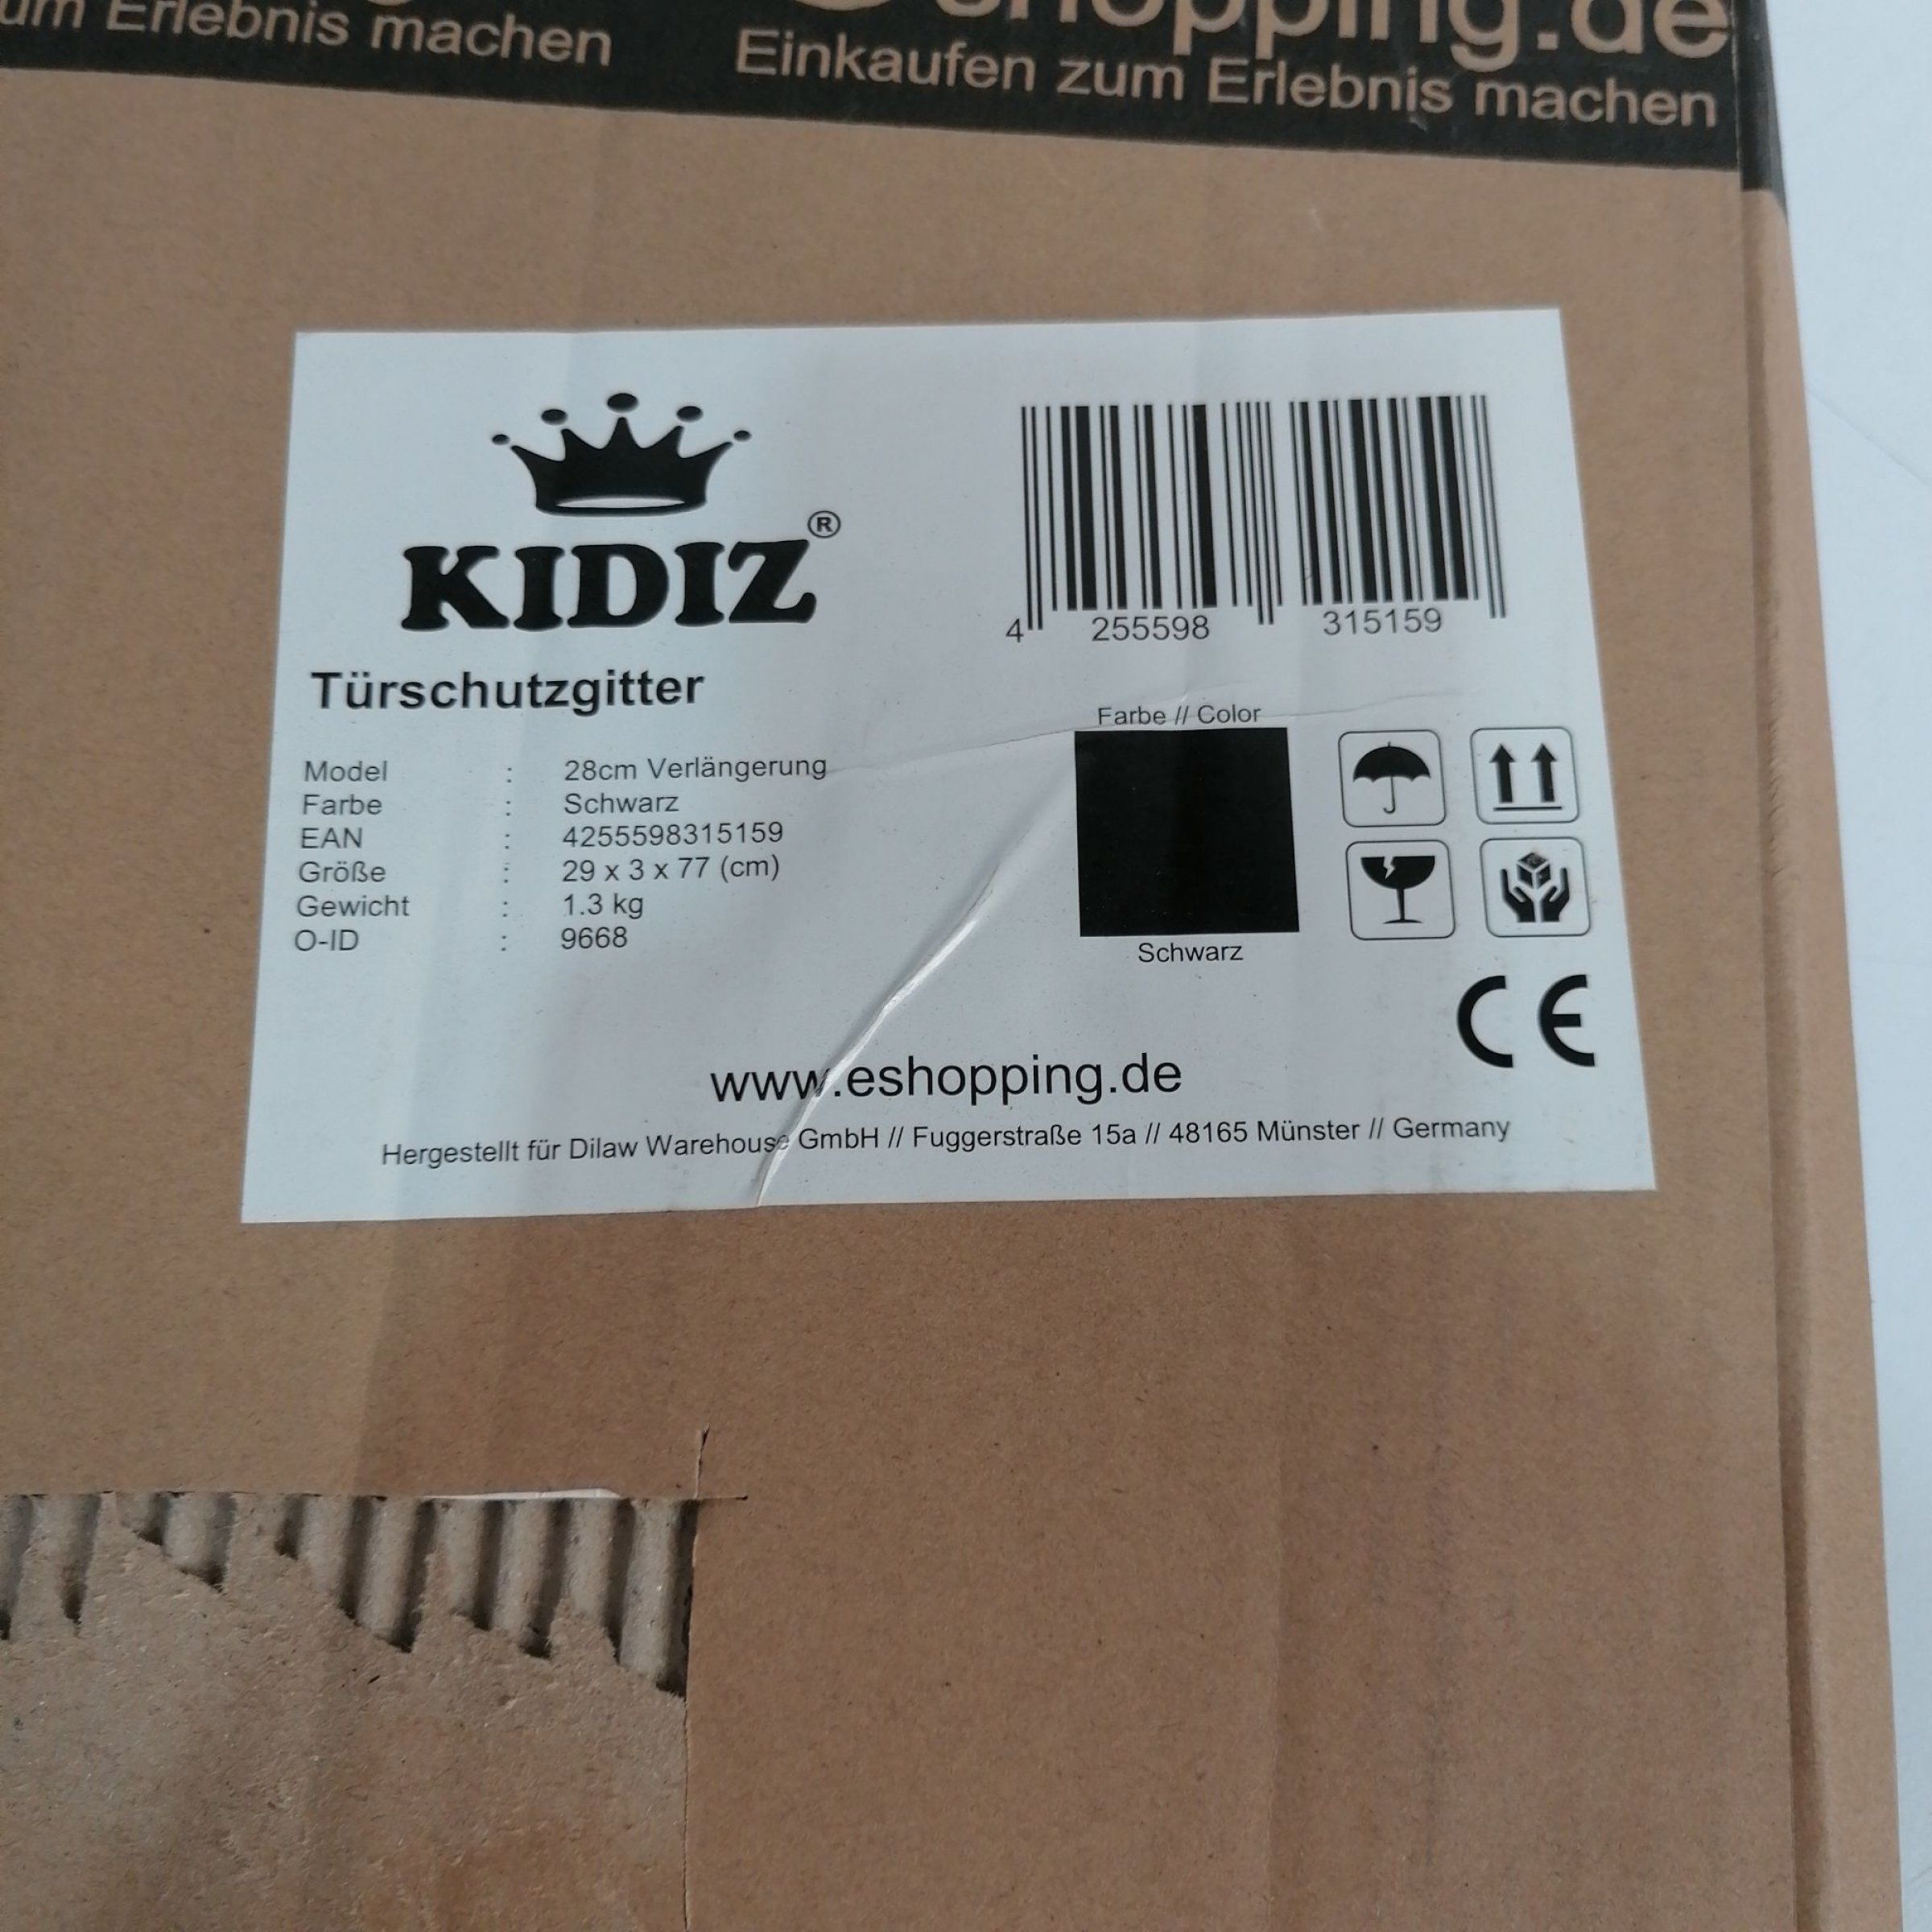 um Erlebnis machen
shopping.de
Einkaufen zum Erlebnis machen
KIDIZ®
4 255598 315159
Türschutzgitter
Model : 28cm Verlängerung
Farbe : Schwarz
EAN : 4255598315159
Größe : 29 x 3 x 77 (cm)
Gewicht : 1.3 kg
O-ID : 9668
Farbe // Color
Schwarz
CE
www.eshopping.de
Hergestellt für Dilaw Warehouse GmbH // Fuggerstraße 15a // 48165 Münster // Germany